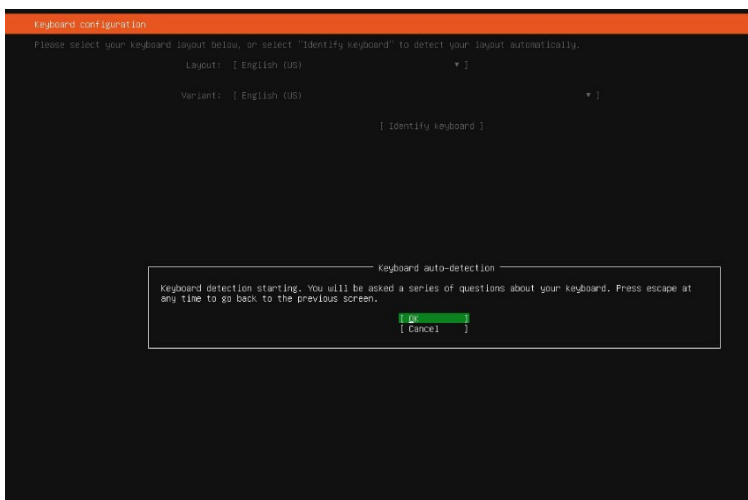 Keyboard configuration
Please select your keyboard layout below, or select "Identify keyboard" to detect your layout automatically.
Layout: [ English (US) ▾ ]
Variant: [ English (US) ▾ ]
[ Identify keyboard ]
Keyboard auto-detection
Keyboard detection starting. You will be asked a series of questions about your keyboard. Press escape at
any time to go back to the previous screen.
[ OK ]
[ Cancel ]